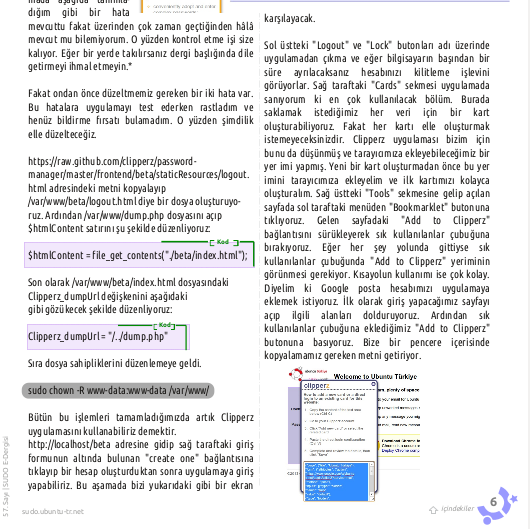 dığım gibi bir hata
mevcuttu fakat üzerinden çok zaman geçtiğinden hâlâ
mevcut mu bilemiyorum. O yüzden kontrol etme işi size
kalıyor. Eğer bir yerde takılırsanız dergi başlığında dile
getirmeyi ihmal etmeyin.*
Fakat ondan önce düzeltmemiz gereken bir iki hata var.
Bu hatalara uygulamayı test ederken rastladım ve
henüz bildirme fırsatı bulamadım. O yüzden şimdilik
elle düzelteceğiz.
https://raw.github.com/clipperz/password-
manager/master/frontend/beta/staticResources/logout.
html adresindeki metni kopyalayıp
/var/www/beta/logout.html diye bir dosya oluşturuyo-
ruz. Ardından /var/www/dump.php dosyasını açıp
$htmlContent satırını şu şekilde düzenliyoruz:
Kod
$htmlContent = file_get_contents("./beta/index.html");
Son olarak /var/www/beta/index.html dosyasındaki
Clipperz_dumpUrl değişkenini aşağıdaki
gibi gözükecek şekilde düzenliyoruz:
Kod
Clipperz_dumpUrl = "/../dump.php"
Sıra dosya sahipliklerini düzenlemeye geldi.
sudo chown -R www-data:www-data /var/www/
Bütün bu işlemleri tamamladığımızda artık Clipperz
uygulamasını kullanabiliriz demektir.
http://localhost/beta adresine gidip sağ taraftaki giriş
formunun altında bulunan "create one" bağlantısına
tıklayıp bir hesap oluşturduktan sonra uygulamaya giriş
yapabiliriz. Bu aşamada bizi yukarıdaki gibi bir ekran
karşılayacak.
Sol üstteki "Logout" ve "Lock" butonları adı üzerinde
uygulamadan çıkma ve eğer bilgisayarın başından bir
süre ayrılacaksanız hesabınızı kilitleme işlevini
görüyorlar. Sağ taraftaki "Cards" sekmesi uygulamada
sanıyorum ki en çok kullanılacak bölüm. Burada
saklamak istediğimiz her veri için bir kart
oluşturabiliyoruz. Fakat her kartı elle oluşturmak
istemeyeceksinizdir. Clipperz uygulaması bizim için
bunu da düşünmüş ve tarayıcımıza ekleyebileceğimiz bir
yer imi yapmış. Yeni bir kart oluşturmadan önce bu yer
imini tarayıcımıza ekleyelim ve ilk kartımızı kolayca
oluşturalım. Sağ üstteki "Tools" sekmesine gelip açılan
sayfada sol taraktaki menüden "Bookmarklet" butonuna
tıklıyoruz. Gelen sayfadaki "Add to Clipperz"
bağlantısını sürükleyerek sık kullanılanlar çubuğuna
bırakıyoruz. Eğer her şey yolunda gittiyse sık
kullanılanlar çubuğunda "Add to Clipperz" yeriminin
görünmesi gerekiyor. Kısayolun kullanımı ise çok kolay.
Diyelim ki Google posta hesabımızı uygulamaya
eklemek istiyoruz. İlk olarak giriş yapacağımız sayfayı
açıp ilgili alanları dolduruyoruz. Ardından sık
kullanılanlar çubuğuna eklediğimiz "Add to Clipperz"
butonuna basıyoruz. Bize bir pencere içerisinde
kopyalamamız gereken metni getiriyor.
Welcome to Ubuntu Türkiye
clipperz
57. Sayı | SUDO E-Dergisi
sudo.ubuntu-tr.net
içindekiler
6